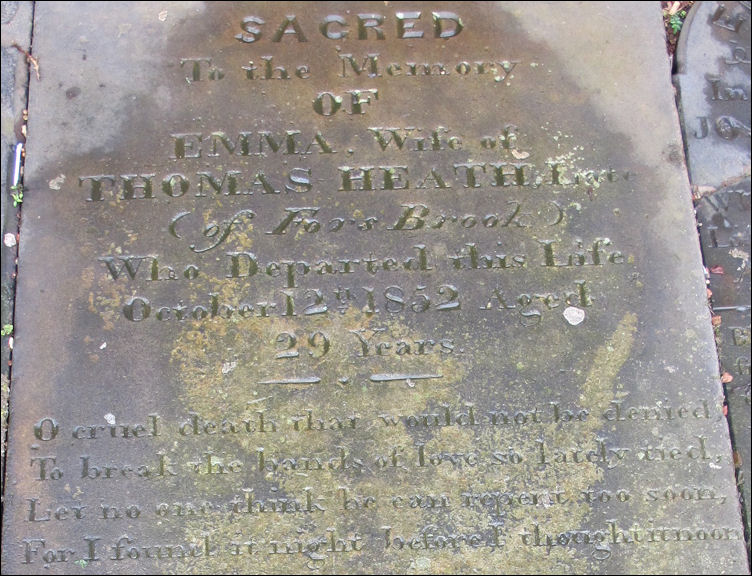 SACRED
To the Memory
OF
EMMA, Wife of
THOMAS HEATH, Late
(of Fors Brook)
Who Departed this Life,
October 12th 1852 Aged
29 Years.
O cruel death that would not be denied,
To break the bands of love so lately tied,
Let no one think he can repent too soon,
For I found it night before I thought it noon